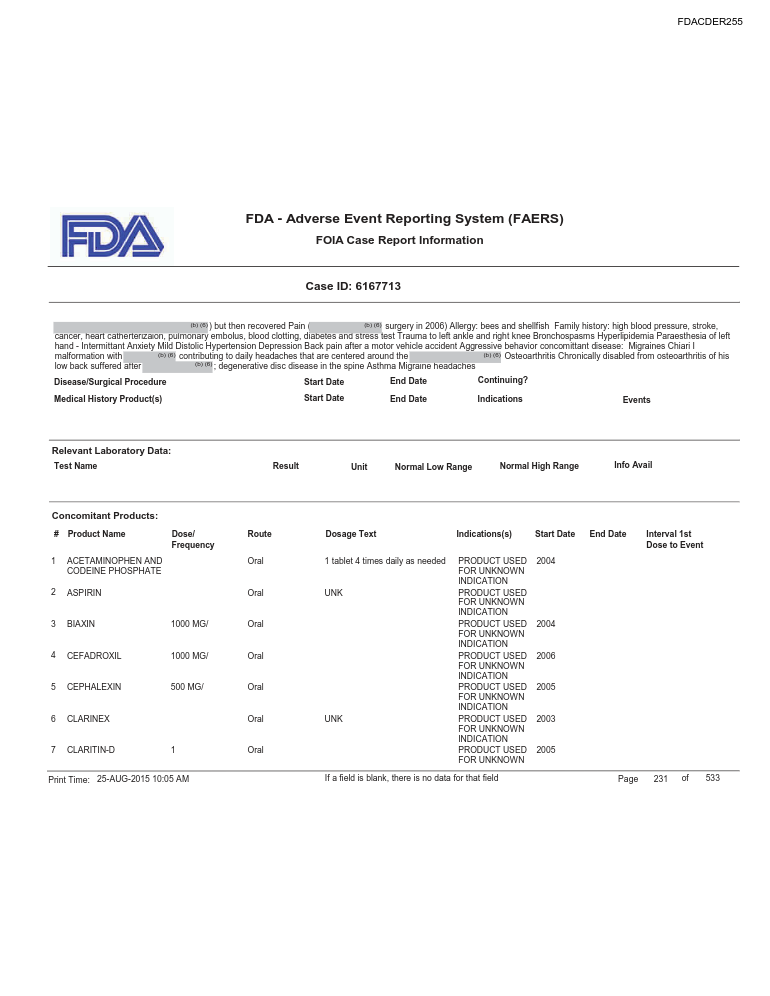 FDACDER255
FDA
FDA - Adverse Event Reporting System (FAERS)
FOIA Case Report Information
Case ID: 6167713
(b) (6) ) but then recovered Pain ( (b) (6) surgery in 2006) Allergy: bees and shellfish Family history: high blood pressure, stroke,
cancer, heart catherterizaion, pulmonary embolus, blood clotting, diabetes and stress test Trauma to left ankle and right knee Bronchospasms Hyperlipidemia Paraesthesia of left
hand - Intermittant Anxiety Mild Distolic Hypertension Depression Back pain after a motor vehicle accident Aggressive behavior concomittant disease: Migraines Chiari I
malformation with (b) (6) contributing to daily headaches that are centered around the (b) (6) Osteoarthritis Chronically disabled from osteoarthritis of his
low back suffered after (b) (6) ; degenerative disc disease in the spine Asthma Migraine headaches
Disease/Surgical Procedure Start Date End Date Continuing?
Medical History Product(s) Start Date End Date Indications Events
Relevant Laboratory Data:
Test Name Result Unit Normal Low Range Normal High Range Info Avail
Concomitant Products:
# Product Name Dose/ Route Dosage Text Indications(s) Start Date End Date Interval 1st
Frequency Dose to Event
1 ACETAMINOPHEN AND Oral 1 tablet 4 times daily as needed PRODUCT USED 2004
CODEINE PHOSPHATE FOR UNKNOWN
INDICATION
2 ASPIRIN Oral UNK PRODUCT USED
FOR UNKNOWN
INDICATION
3 BIAXIN 1000 MG/ Oral PRODUCT USED 2004
FOR UNKNOWN
INDICATION
4 CEFADROXIL 1000 MG/ Oral PRODUCT USED 2006
FOR UNKNOWN
INDICATION
5 CEPHALEXIN 500 MG/ Oral PRODUCT USED 2005
FOR UNKNOWN
INDICATION
6 CLARINEX Oral UNK PRODUCT USED 2003
FOR UNKNOWN
INDICATION
7 CLARITIN-D 1 Oral PRODUCT USED 2005
FOR UNKNOWN
Print Time: 25-AUG-2015 10:05 AM If a field is blank, there is no data for that field Page 231 of 533